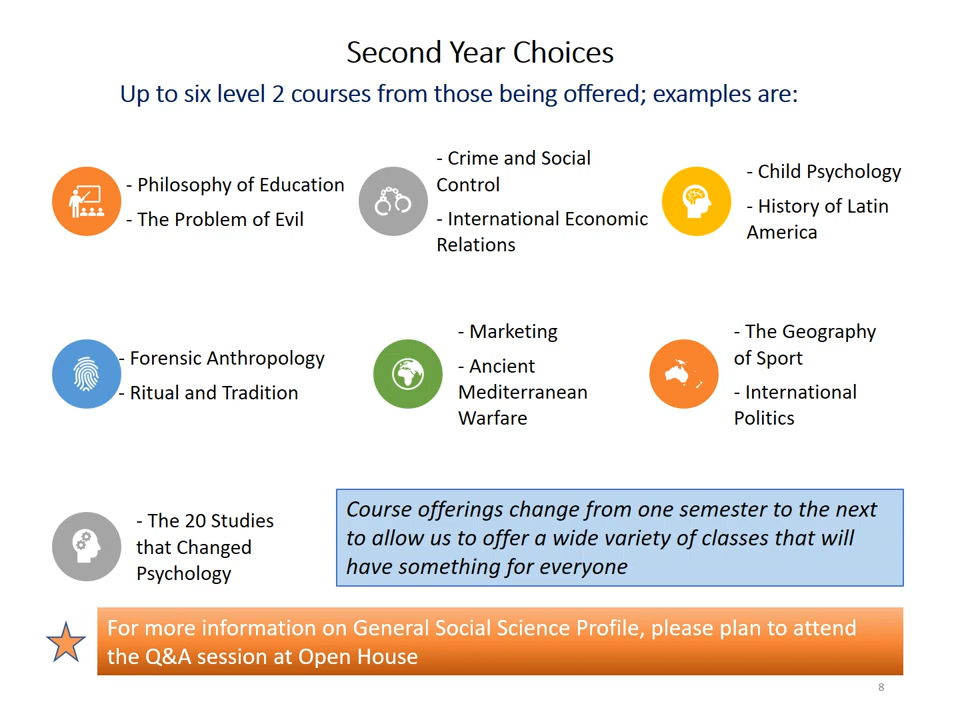 Second Year Choices
Up to six level 2 courses from those being offered; examples are:
- Philosophy of Education
- The Problem of Evil
- Crime and Social
Control
- International Economic
Relations
- Child Psychology
- History of Latin
America
- Forensic Anthropology
- Ritual and Tradition
- Marketing
- Ancient
Mediterranean
Warfare
- The Geography
of Sport
- International
Politics
- The 20 Studies
that Changed
Psychology
Course offerings change from one semester to the next
to allow us to offer a wide variety of classes that will
have something for everyone
For more information on General Social Science Profile, please plan to attend
the Q&A session at Open House
8